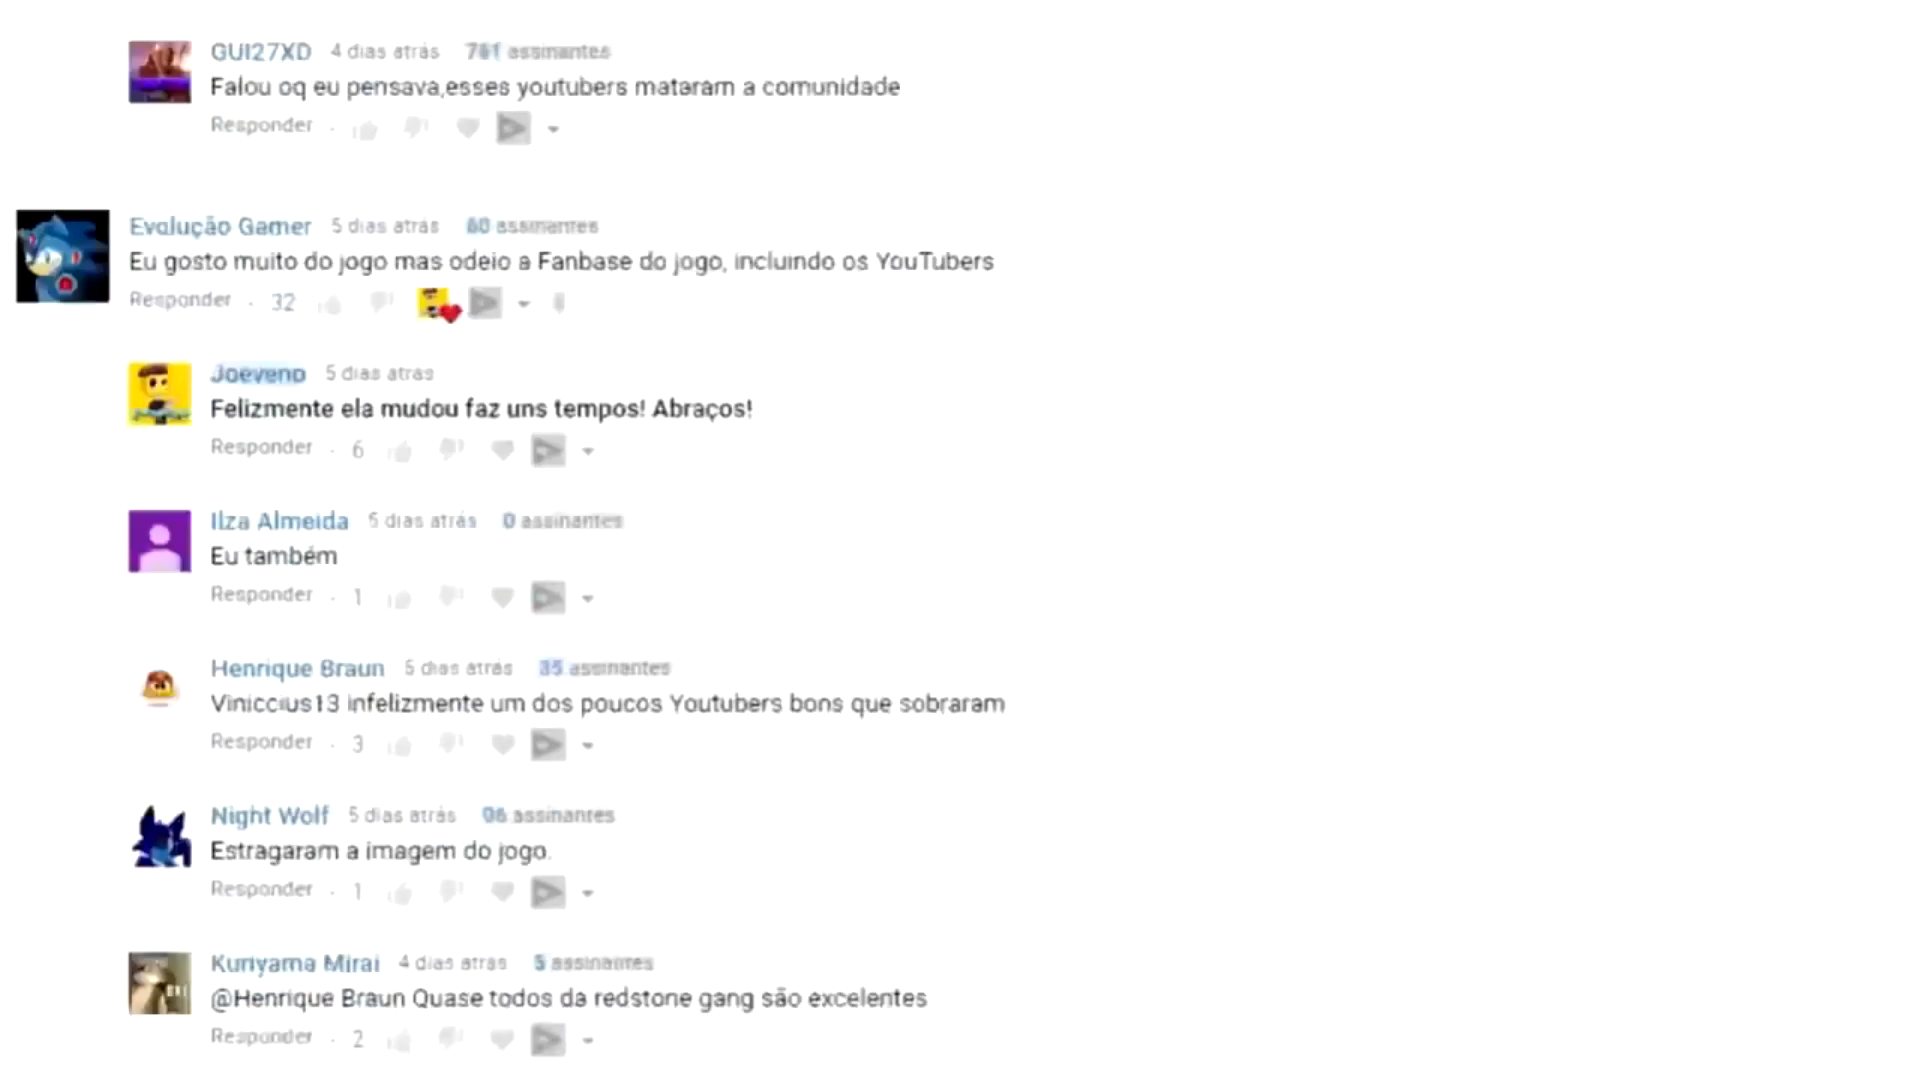 GUI27XD 4 dias atrás 781 assinantes
Falou oq eu pensava,esses youtubers mataram a comunidade
Responder ·
Evolução Gamer 5 dias atrás 60 assinantes
Eu gosto muito do jogo mas odeio a Fanbase do jogo, incluindo os YouTubers
Responder · 32
Joeveno 5 dias atrás
Felizmente ela mudou faz uns tempos! Abraços!
Responder · 6
Ilza Almeida 5 dias atrás 0 assinantes
Eu também
Responder · 1
Henrique Braun 5 dias atrás 35 assinantes
Viniccius13 infelizmente um dos poucos Youtubers bons que sobraram
Responder · 3
Night Wolf 5 dias atrás assinantes
Estragaram a imagem do jogo.
Responder · 1
Kuriyama Mirai 4 dias atrás 5 assinantes
@Henrique Braun Quase todos da redstone gang são excelentes
Responder · 2